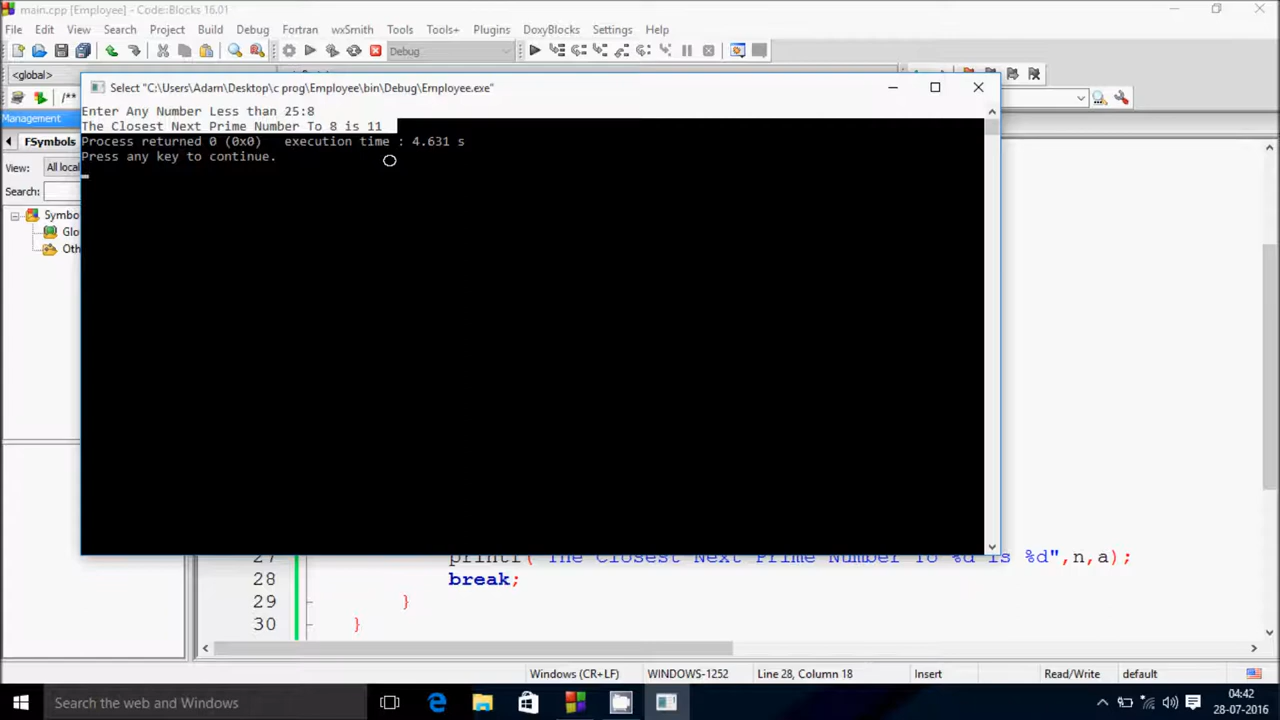 main.cpp [Employee] - Code::Blocks 16.01
File Edit View Search Project Build Debug Fortran wxSmith Tools Tools+ Plugins DoxyBlocks Settings Help
Debug
<global>
/**
Select "C:\Users\Adam\Desktop\c prog\Employee\bin\Debug\Employee.exe"
Management
Enter Any Number Less than 25:8
The Closest Next Prime Number To 8 is 11
Process returned 0 (0x0) execution time : 4.631 s
Press any key to continue.
FSymbols
View: All local
Search:
Symbo
Glo
Oth
27 printf("The Closest Next Prime Number To %d is %d",n,a);
28 break;
29 }
30 }
Windows (CR+LF) WINDOWS-1252 Line 28, Column 18 Insert Read/Write default
Search the web and Windows
04:42
28-07-2016